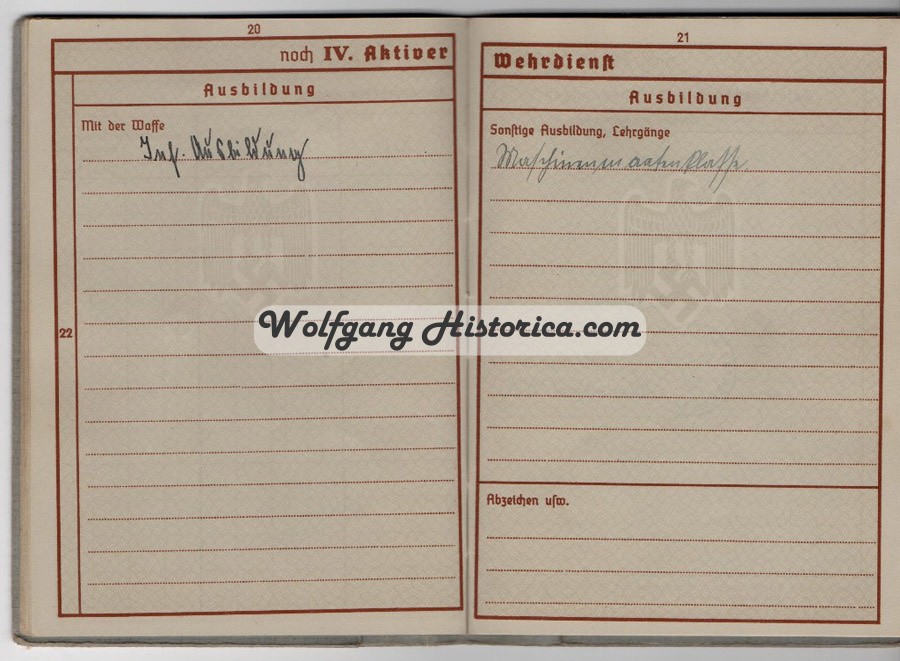 20
noch IV. Aktiver
Ausbildung
Mit der Waffe
Inf. Ausbildung
22
21
Wehrdienst
Ausbildung
Sonstige Ausbildung, Lehrgänge
Maschinenmaatenklasse
Abzeichen usw.
Wolfgang Historica.com